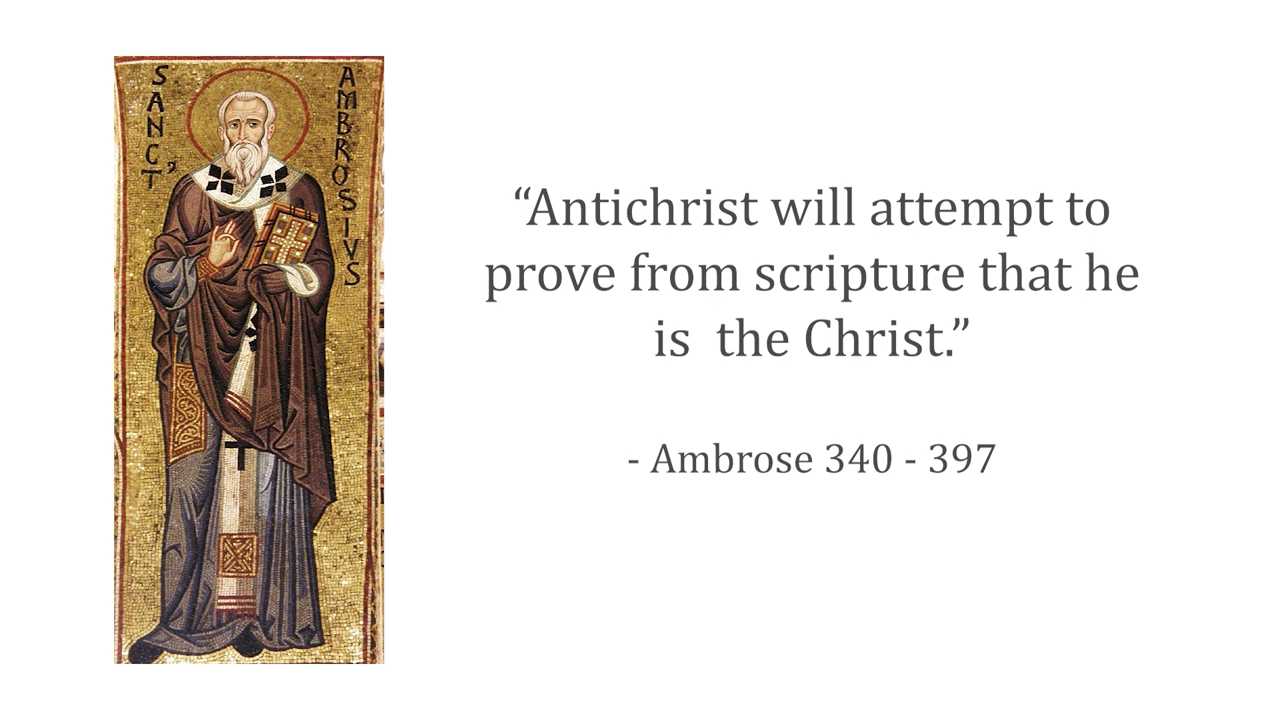 SANCT,
AMBROSIVS
“Antichrist will attempt to
prove from scripture that he
is  the Christ.”
- Ambrose 340 - 397